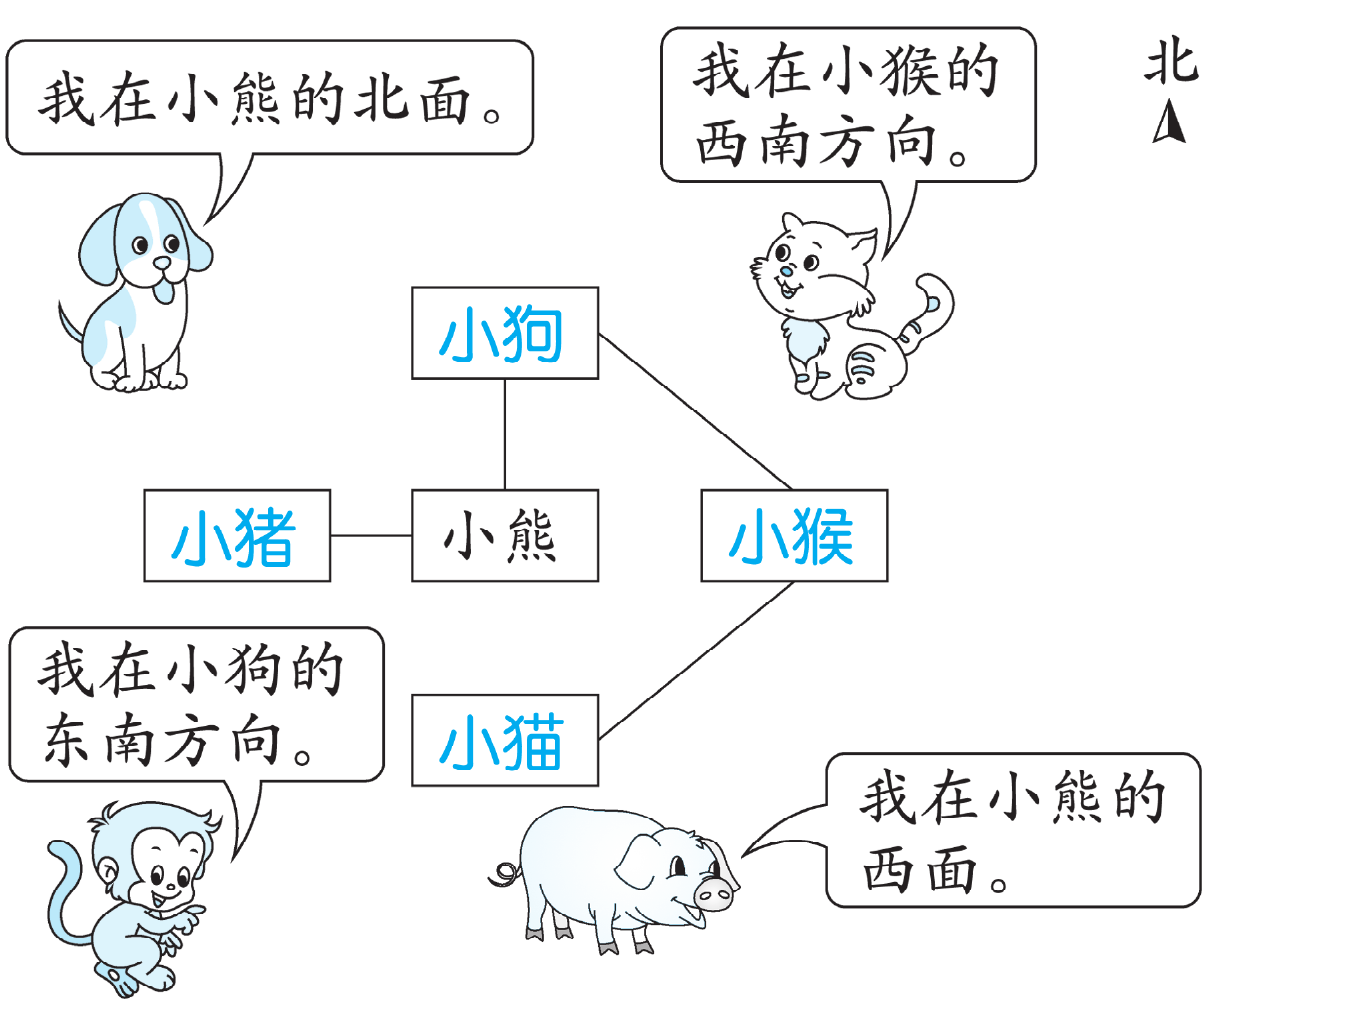 我在小熊的北面。
我在小猴的
西南方向。
北
小狗
小猪
小熊
小猴
我在小狗的
东南方向。
小猫
我在小熊的
西面。